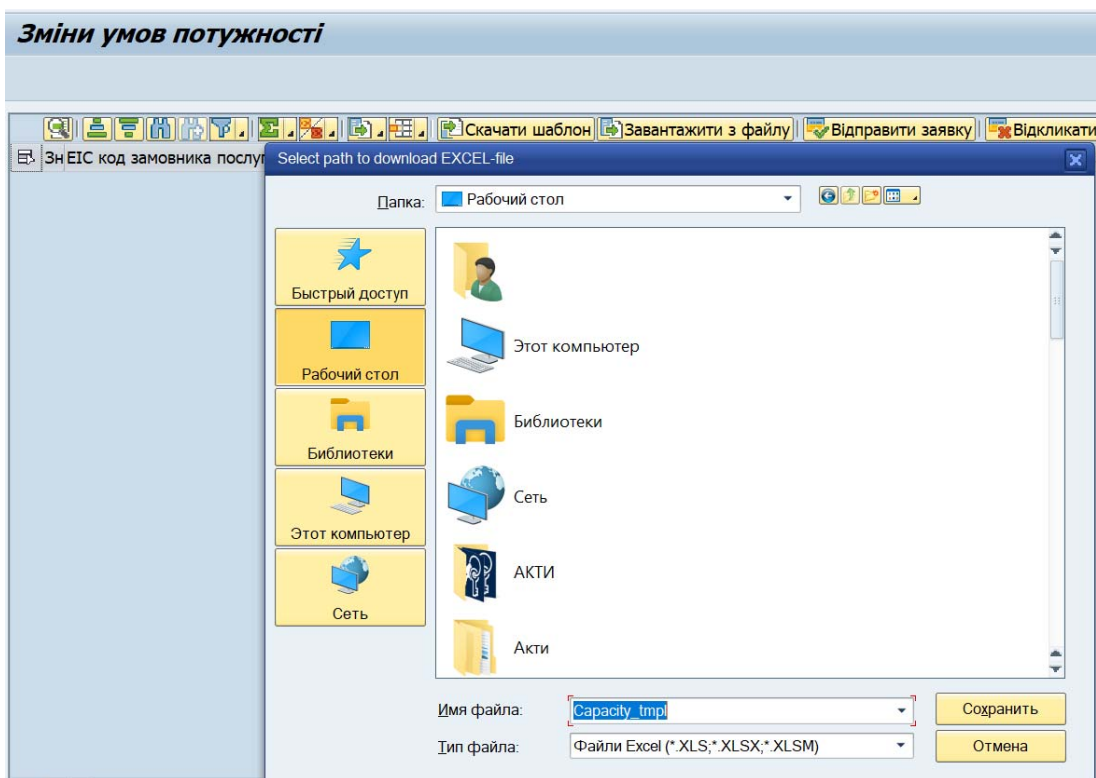 Зміни умов потужності
Скачати шаблон Завантажити з файлу Відправити заявку Відкликати
Зн ЕІС код замовника послуг
Select path to download EXCEL-file
Папка: Рабочий стол
Быстрый доступ
Рабочий стол
Библиотеки
Этот компьютер
Сеть
Этот компьютер
Библиотеки
Сеть
АКТИ
Акти
Имя файла: Capacity_tmpl
Сохранить
Тип файла: Файли Excel (*.XLS;*.XLSX;*.XLSM)
Отмена